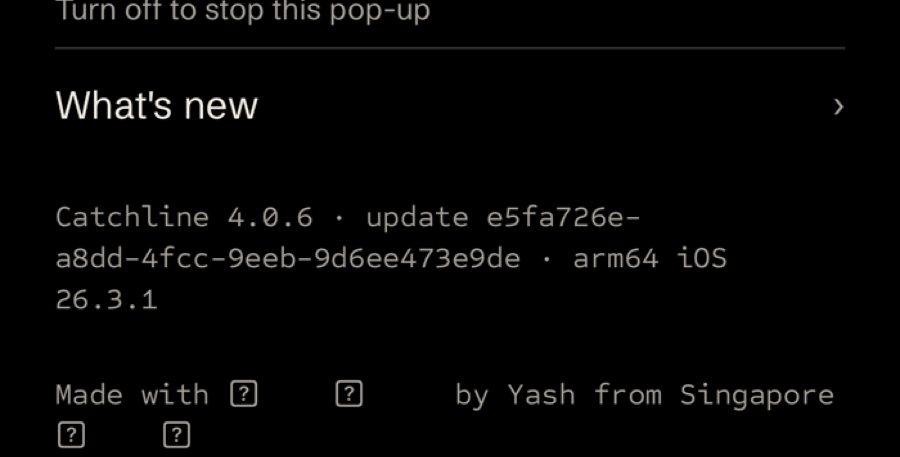 Turn off to stop this pop-up
What's new
Catchline 4.0.6 · update e5fa726e-
a8dd-4fcc-9eeb-9d6ee473e9de · arm64 iOS
26.3.1
Made with by Yash from Singapore